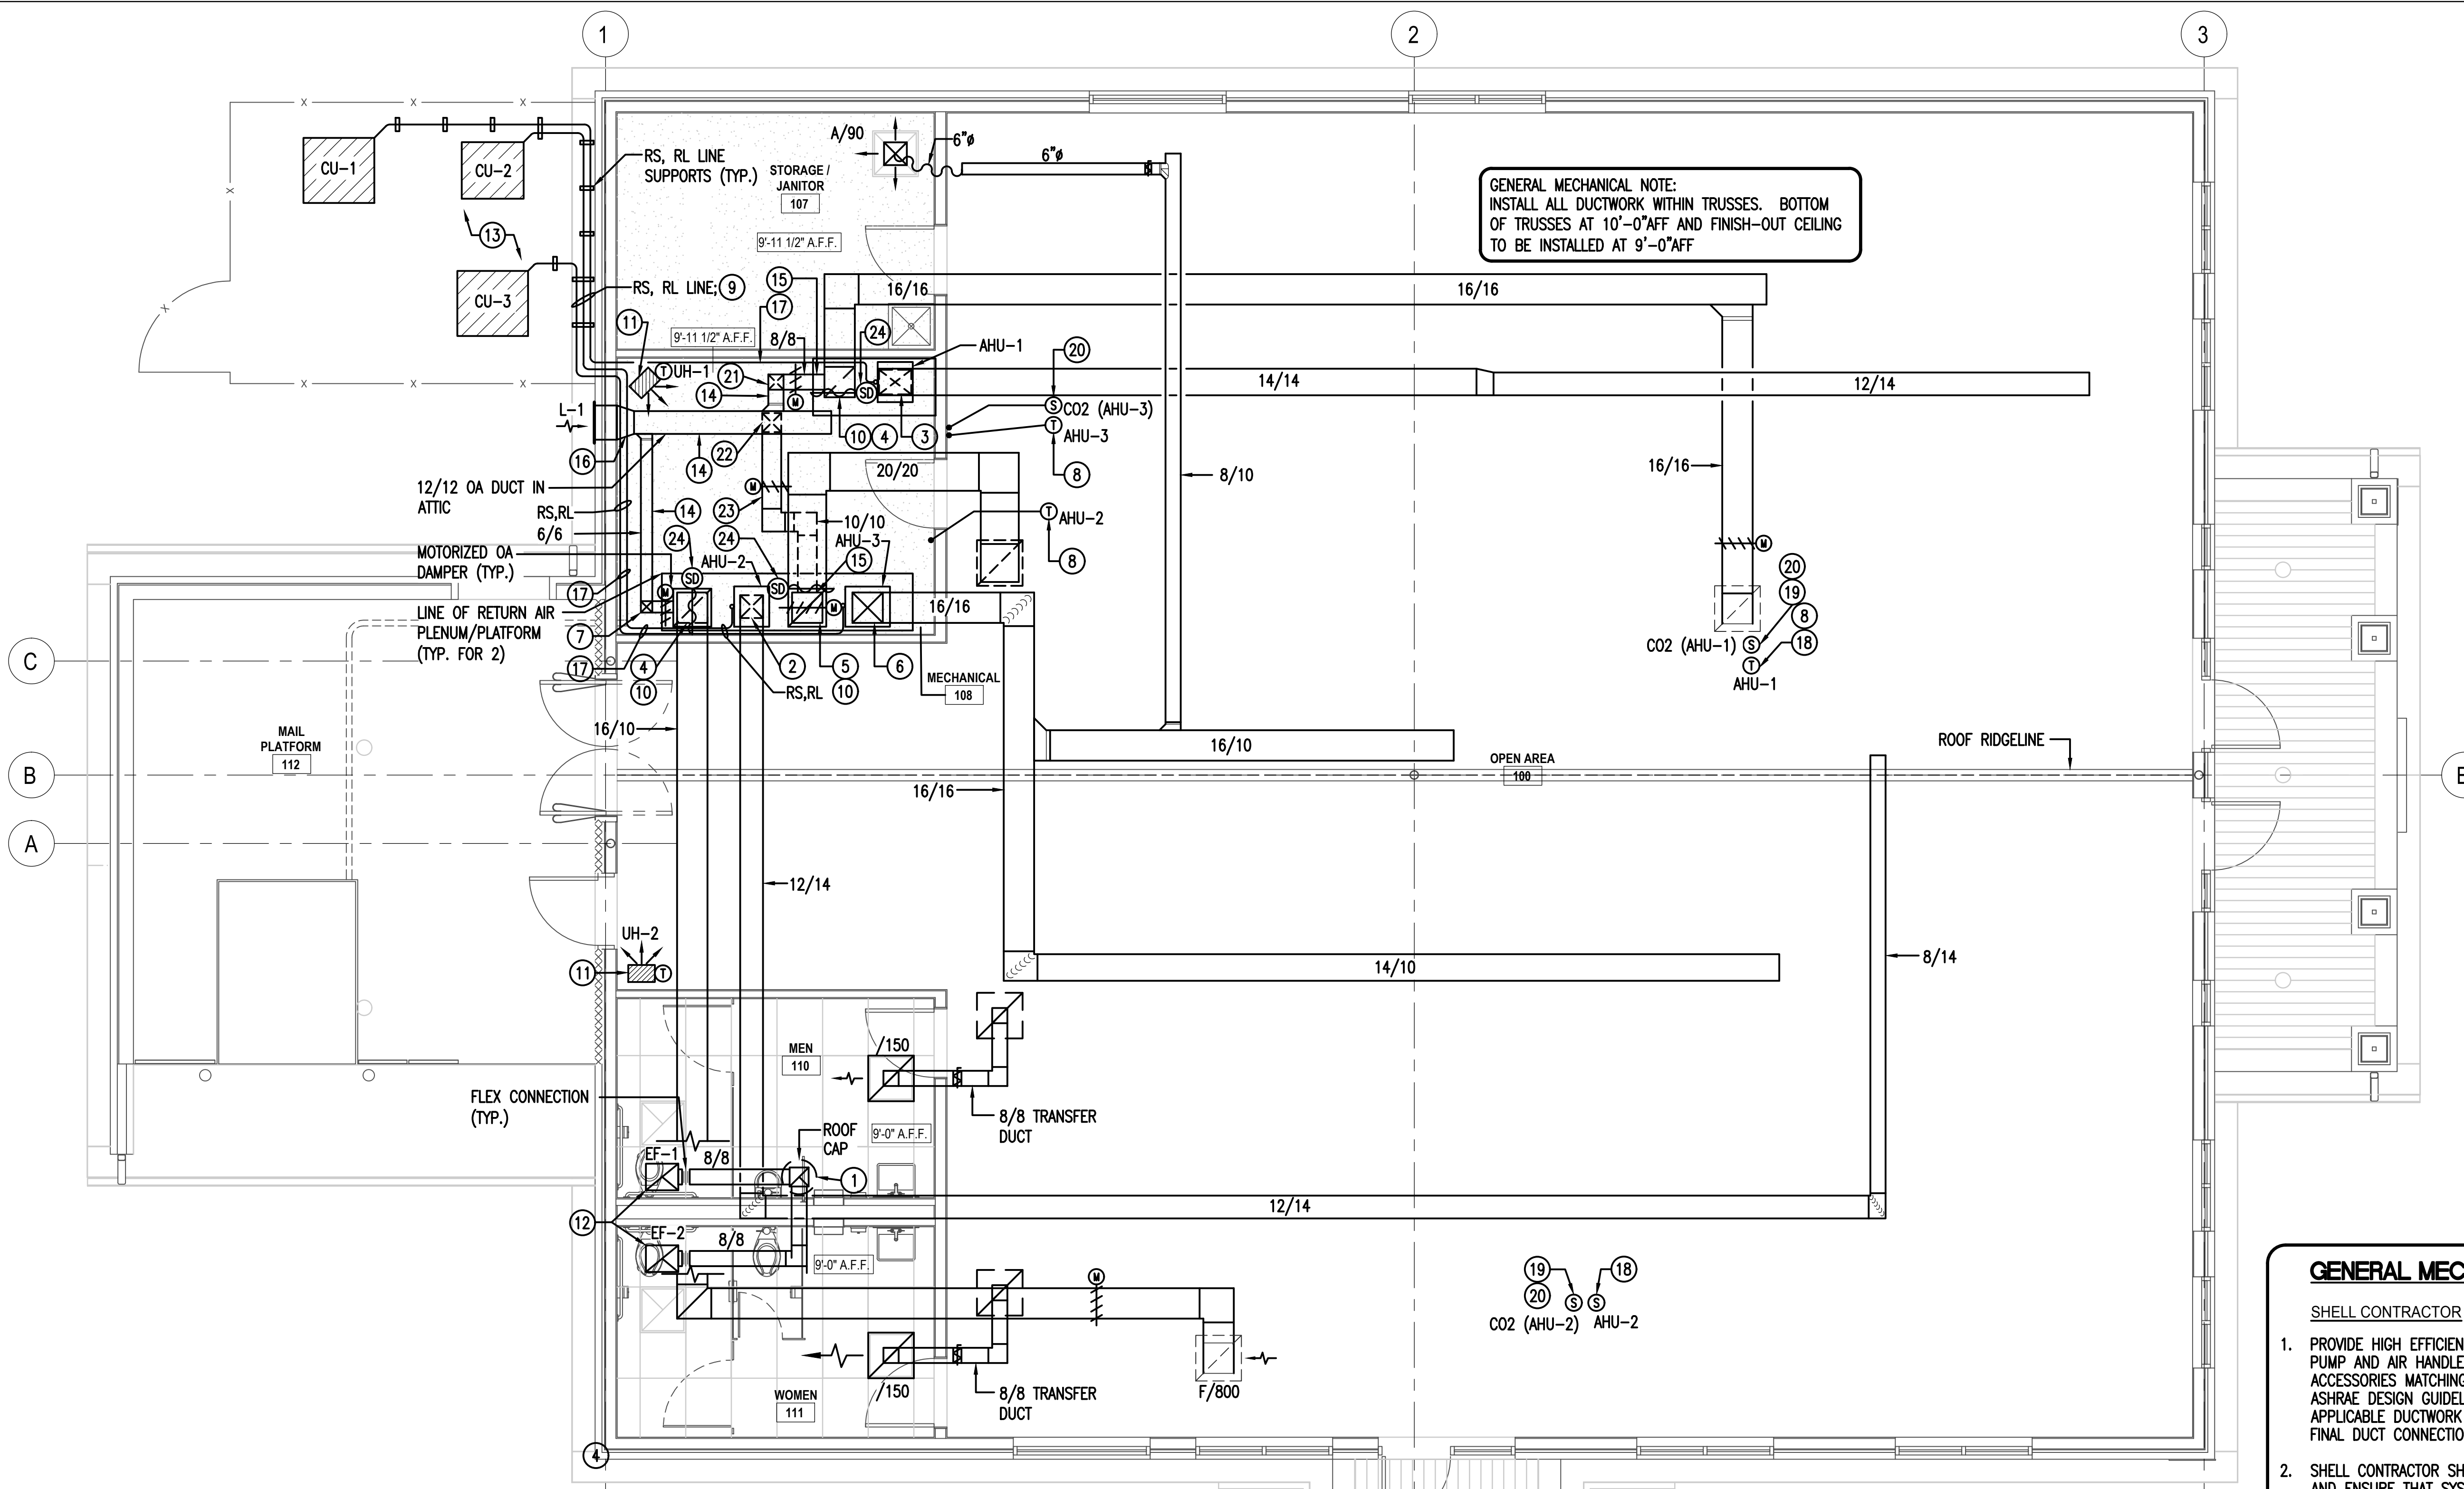 1
2
3
A/90
6"ø
6"ø
CU-1
CU-2
RS, RL LINE
SUPPORTS (TYP.)
STORAGE /
JANITOR
107
GENERAL MECHANICAL NOTE:
INSTALL ALL DUCTWORK WITHIN TRUSSES. BOTTOM
OF TRUSSES AT 10'-0"AFF AND FINISH-OUT CEILING
TO BE INSTALLED AT 9'-0"AFF
13
9'-11 1/2" A.F.F.
CU-3
RS, RL LINE; 9
15
17
16/16
16/16
11
9'-11 1/2" A.F.F.
8/8
24
AHU-1
20
T UH-1
21
14
M
SD
14/14
12/14
L-1
S CO2 (AHU-3)
T AHU-3
10 4
3
16
22
14
8
12/12 OA DUCT IN
ATTIC
20/20
16/16
8/10
M
RS,RL
14
23
6/6
10/10
T AHU-2
24
24
AHU-3
MOTORIZED OA
DAMPER (TYP.)
AHU-2
15
8
M
SD
SD
20
19
8
18
17
LINE OF RETURN AIR
PLENUM/PLATFORM
(TYP. FOR 2)
M
M
16/16
7
C
17
4
10
2
5
10
6
RS,RL
MECHANICAL
108
CO2 (AHU-1) S
T
AHU-1
16/10
MAIL
PLATFORM
112
16/10
ROOF RIDGELINE
B
OPEN AREA
100
16/16
A
12/14
UH-2
11
T
14/10
8/14
MEN
110
/150
FLEX CONNECTION
(TYP.)
8/8 TRANSFER
DUCT
ROOF
CAP
9'-0" A.F.F.
EF-1
8/8
1
12/14
12
EF-2
8/8
9'-0" A.F.F.
M
19
20
18
S S
CO2 (AHU-2) AHU-2
GENERAL MEC
SHELL CONTRACTOR
1. PROVIDE HIGH EFFICIEN
PUMP AND AIR HANDLE
ACCESSORIES MATCHING
ASHRAE DESIGN GUIDEL
APPLICABLE DUCTWORK
FINAL DUCT CONNECTIO
WOMEN
111
/150
8/8 TRANSFER
DUCT
F/800
4
2. SHELL CONTRACTOR SH
AND ENSURE THAT SYS